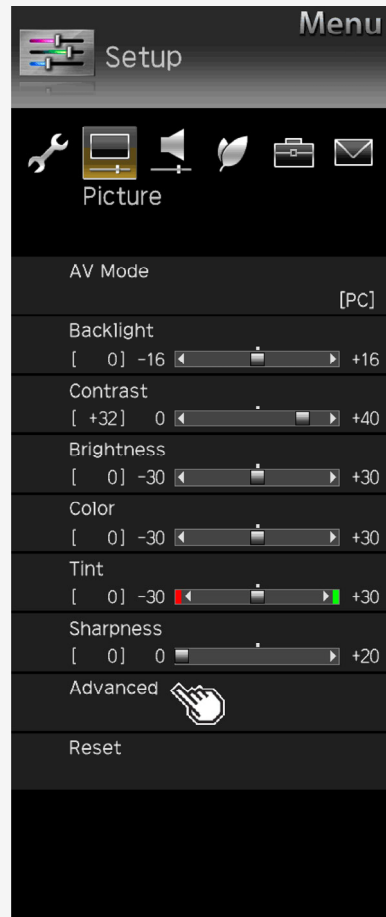 Menu
Setup
Picture
AV Mode
[PC]
Backlight
[ 0] -16 +16
Contrast
[ +32] 0 +40
Brightness
[ 0] -30 +30
Color
[ 0] -30 +30
Tint
[ 0] -30 +30
Sharpness
[ 0] 0 +20
Advanced
Reset